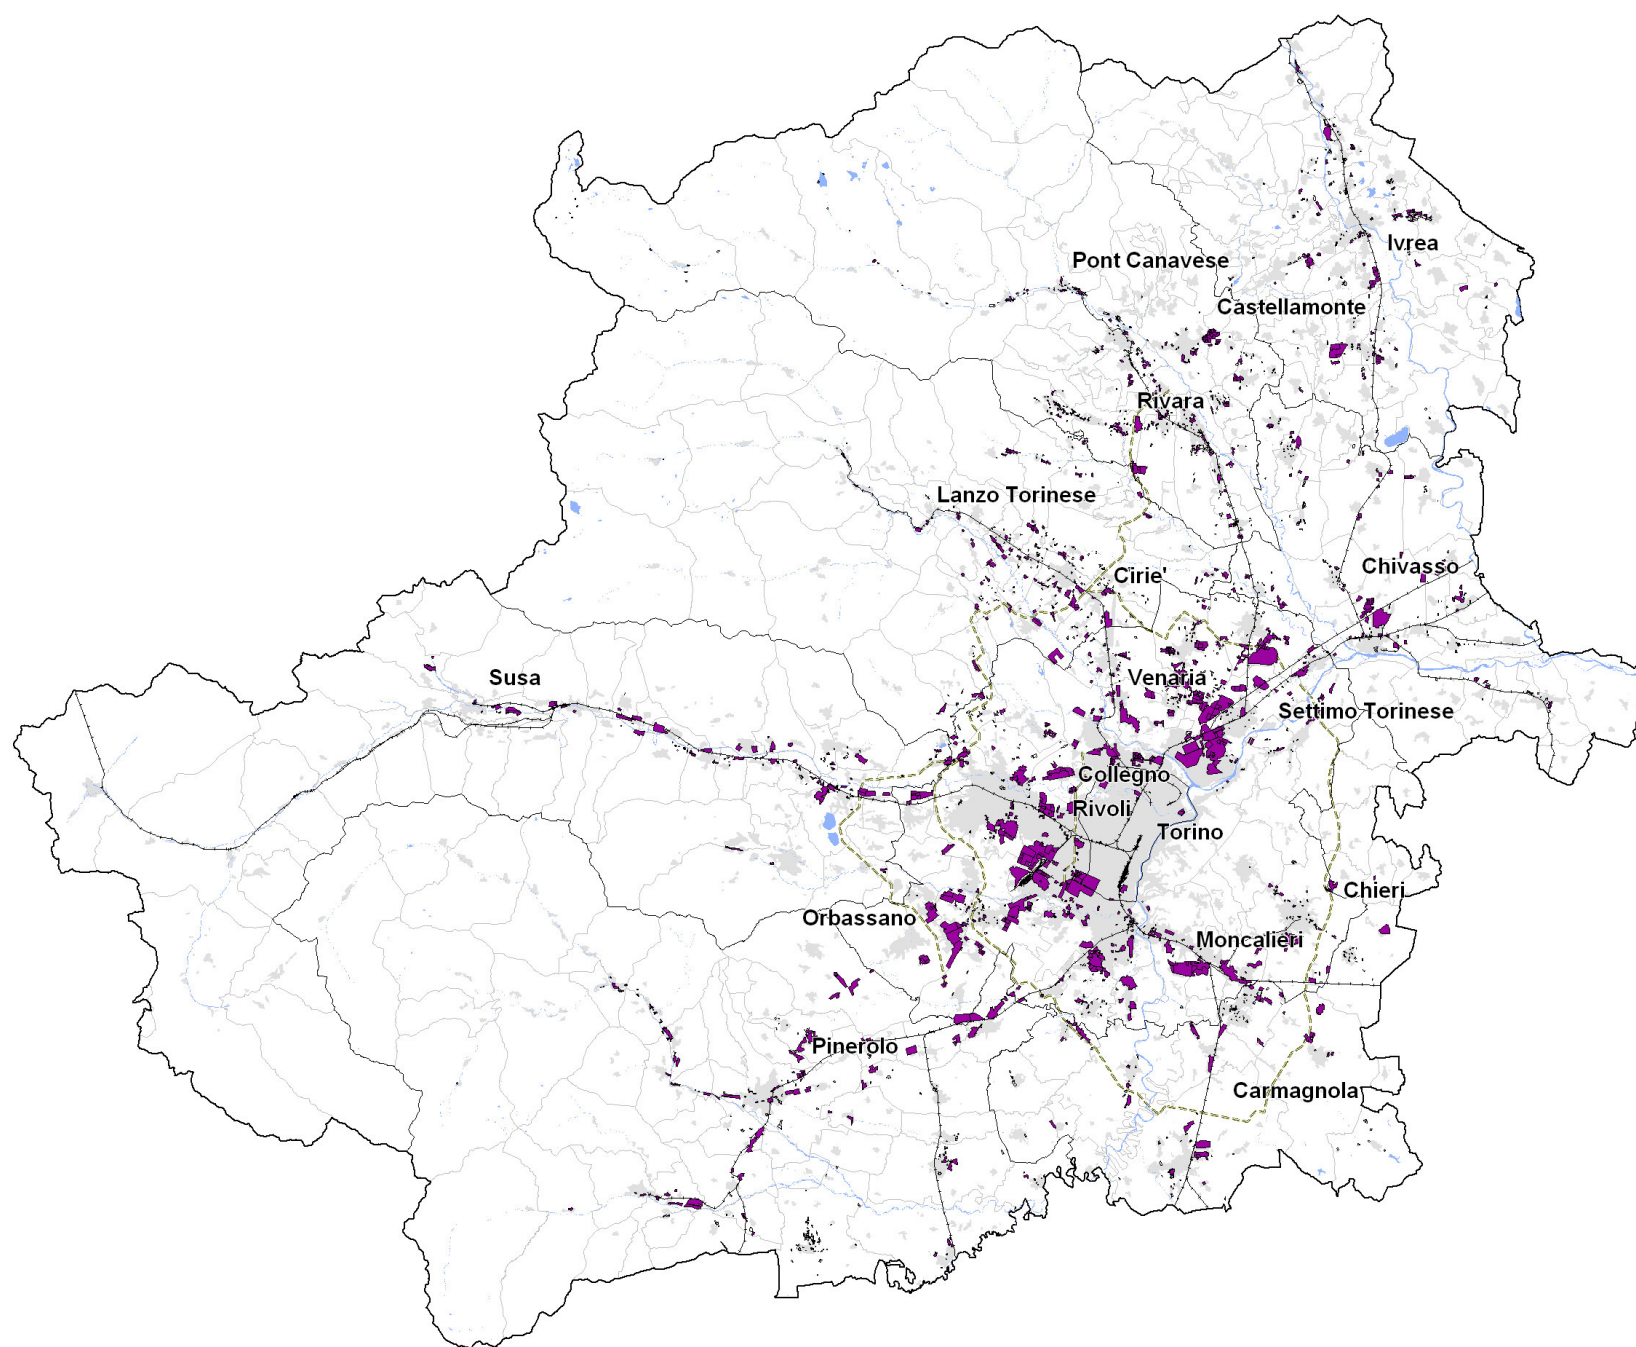 Ivrea
Pont Canavese
Castellamonte
Rivara
Lanzo Torinese
Chivasso
Cirie'
Susa
Venaria
Settimo Torinese
Collegno
Rivoli
Torino
Chieri
Orbassano
Moncalieri
Pinerolo
Carmagnola